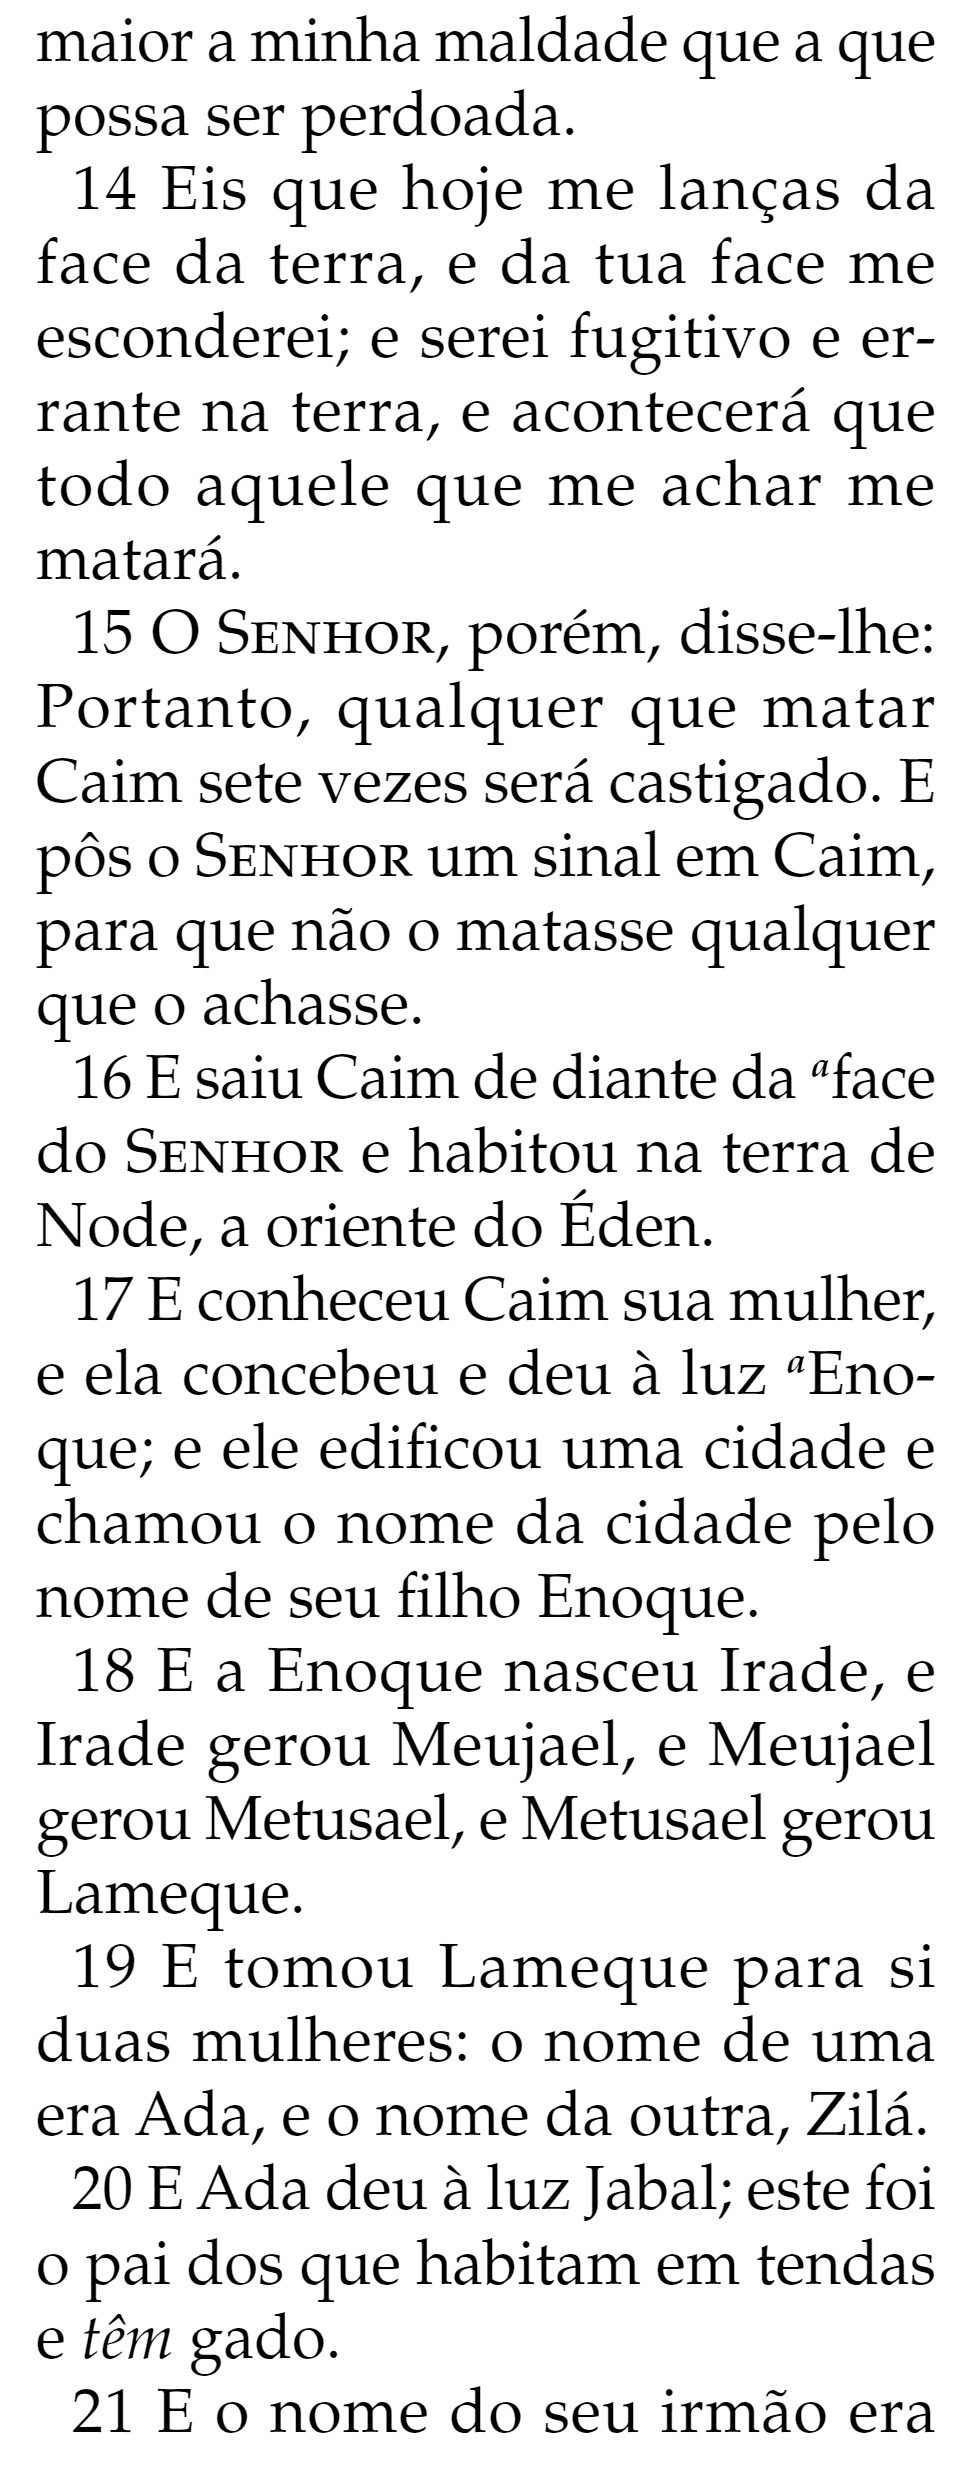 maior a minha maldade que a que
possa ser perdoada.
14 Eis que hoje me lanças da
face da terra, e da tua face me
esconderei; e serei fugitivo e er-
rante na terra, e acontecerá que
todo aquele que me achar me
matará.
15 O SENHOR, porém, disse-lhe:
Portanto, qualquer que matar
Caim sete vezes será castigado. E
pôs o SENHOR um sinal em Caim,
para que não o matasse qualquer
que o achasse.
16 E saiu Caim de diante da ᵃface
do SENHOR e habitou na terra de
Node, a oriente do Éden.
17 E conheceu Caim sua mulher,
e ela concebeu e deu à luz ᵃEno-
que; e ele edificou uma cidade e
chamou o nome da cidade pelo
nome de seu filho Enoque.
18 E a Enoque nasceu Irade, e
Irade gerou Meujael, e Meujael
gerou Metusael, e Metusael gerou
Lameque.
19 E tomou Lameque para si
duas mulheres: o nome de uma
era Ada, e o nome da outra, Zilá.
20 E Ada deu à luz Jabal; este foi
o pai dos que habitam em tendas
e têm gado.
21 E o nome do seu irmão era